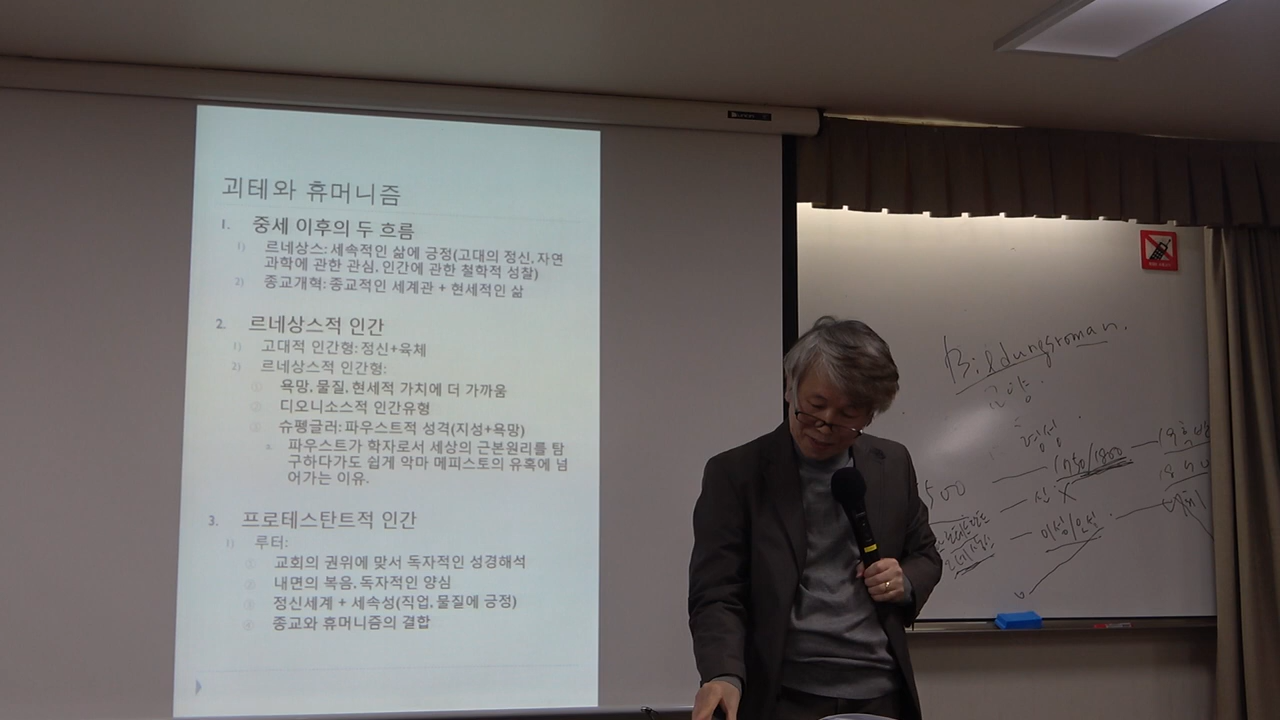 괴테와 휴머니즘
1. 중세 이후의 두 흐름
1) 르네상스: 세속적인 삶에 긍정(고대의 정신, 자연
과학에 관한 관심, 인간에 관한 철학적 성찰)
2) 종교개혁: 종교적인 세계관 + 현세적인 삶
2. 르네상스적 인간
1) 고대적 인간형: 정신+육체
2) 르네상스적 인간형:
① 욕망, 물질, 현세적 가치에 더 가까움
② 디오니소스적 인간유형
③ 슈펭글러: 파우스트적 성격(지성+욕망)
파우스트가 학자로서 세상의 근본원리를 탐
구하다가도 쉽게 악마 메피스토의 유혹에 넘
어가는 이유.
3. 프로테스탄트적 인간
1) 루터:
① 교회의 권위에 맞서 독자적인 성경해석
② 내면의 복음, 독자적인 양심
③ 정신세계 + 세속성(직업, 물질에 긍정)
④ 종교와 휴머니즘의 결합
Bildungsroman.
교양
형성
500
1750/1800
신 X
이성/